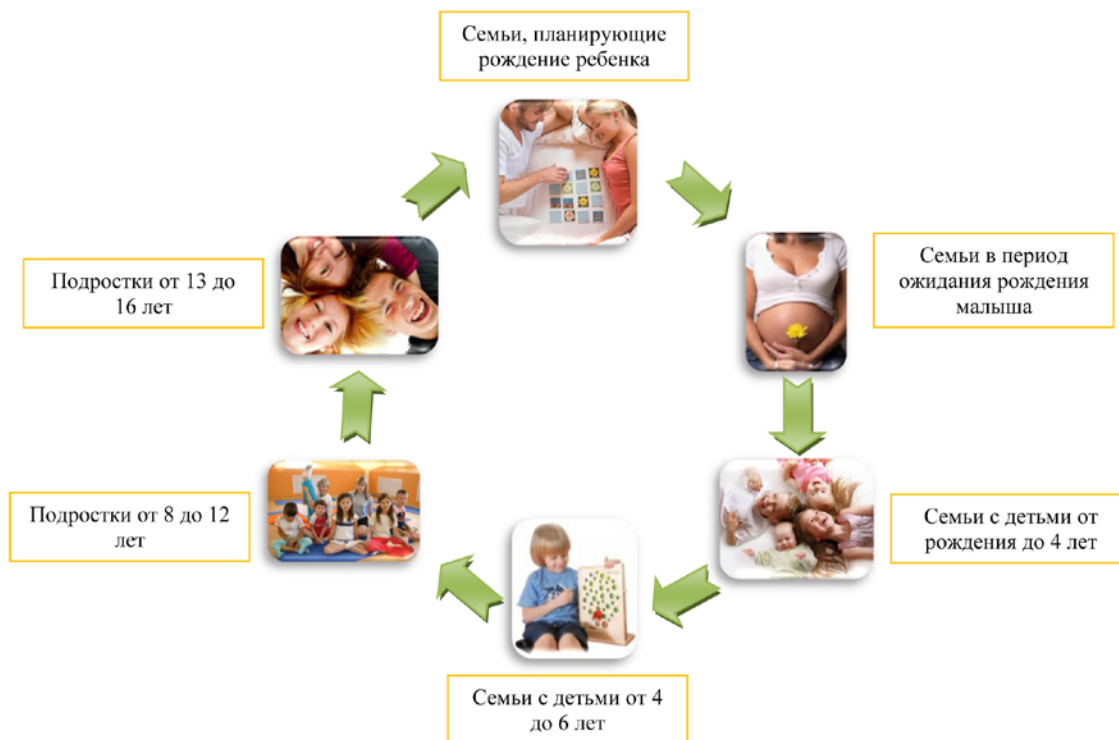 Семьи, планирующие
рождение ребенка
Семьи в период
ожидания рождения
малыша
Семьи с детьми от
рождения до 4 лет
Семьи с детьми от 4
до 6 лет
Подростки от 8 до 12
лет
Подростки от 13 до
16 лет